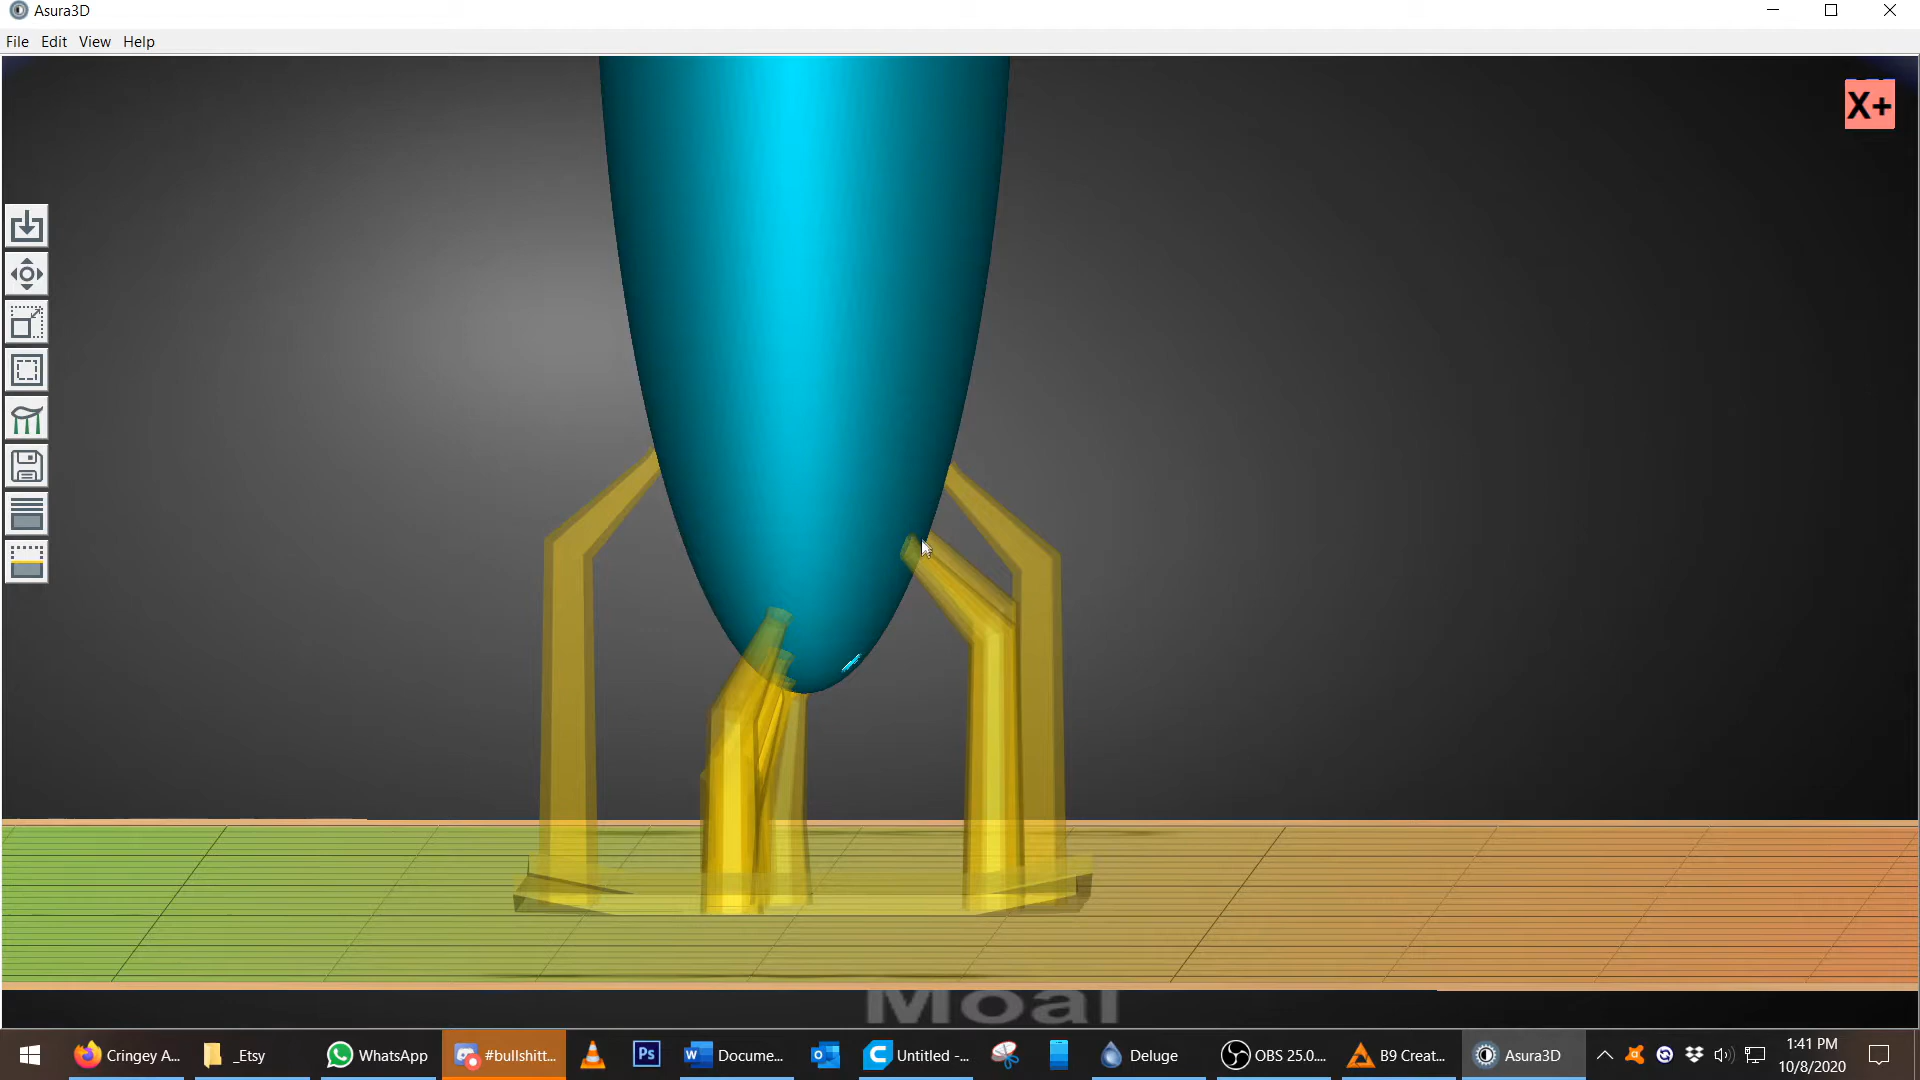 Asura3D
File Edit View Help
X+
Moai
Cringey A...
_Etsy
WhatsApp
#bullshitt...
Ps
Docume...
Untitled -...
Deluge
OBS 25.0....
B9 Creat...
Asura3D
1:41 PM
10/8/2020